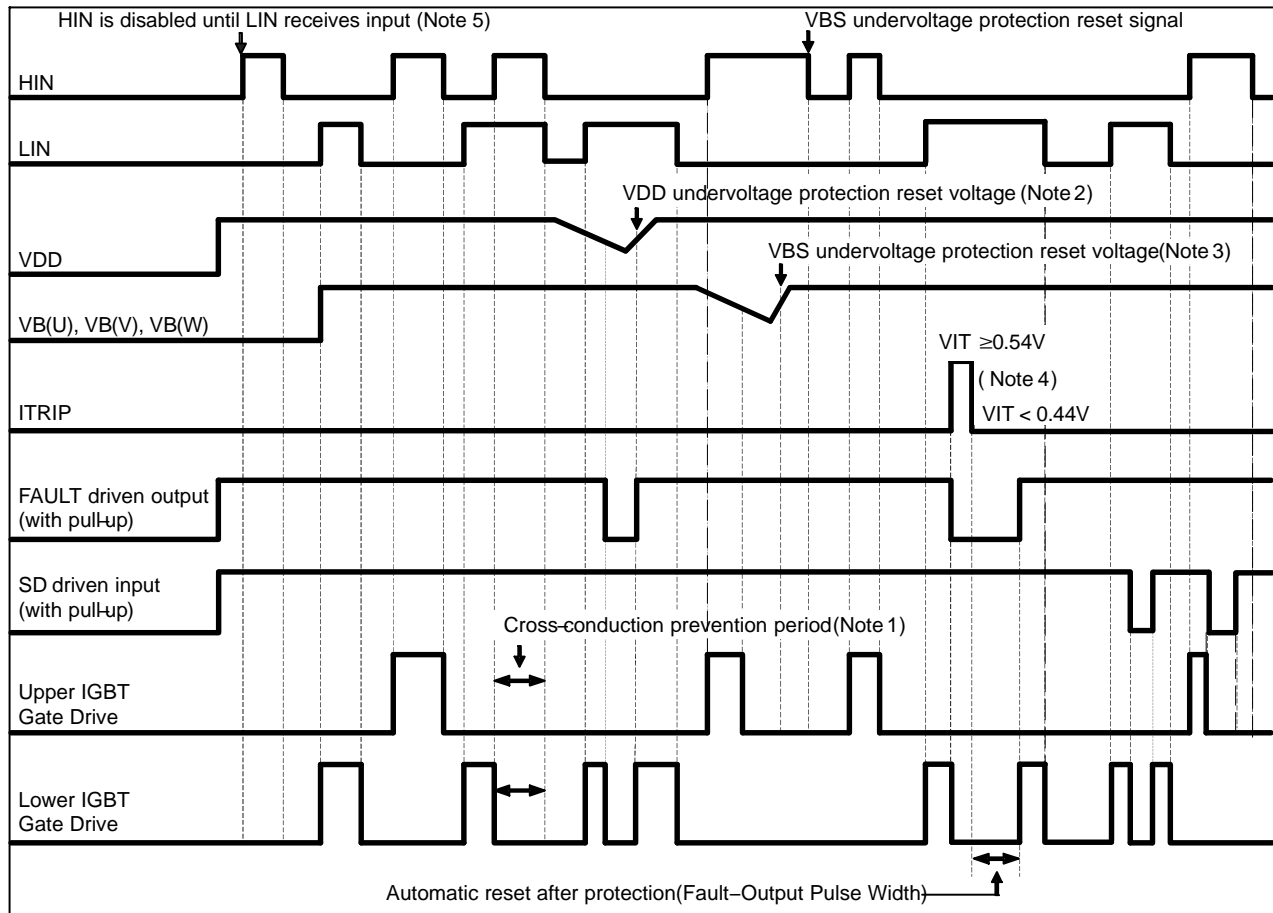 HIN is disabled until LIN receives input (Note 5)
VBS undervoltage protection reset signal
HIN
LIN
VDD undervoltage protection reset voltage (Note 2)
VDD
VBS undervoltage protection reset voltage(Note 3)
VB(U), VB(V), VB(W)
VIT ≥0.54V
( Note 4)
VIT < 0.44V
ITRIP
FAULT driven output
(with pull-up)
SD driven input
(with pull-up)
Cross-conduction prevention period(Note 1)
Upper IGBT
Gate Drive
Lower IGBT
Gate Drive
Automatic reset after protection(Fault-Output Pulse Width)